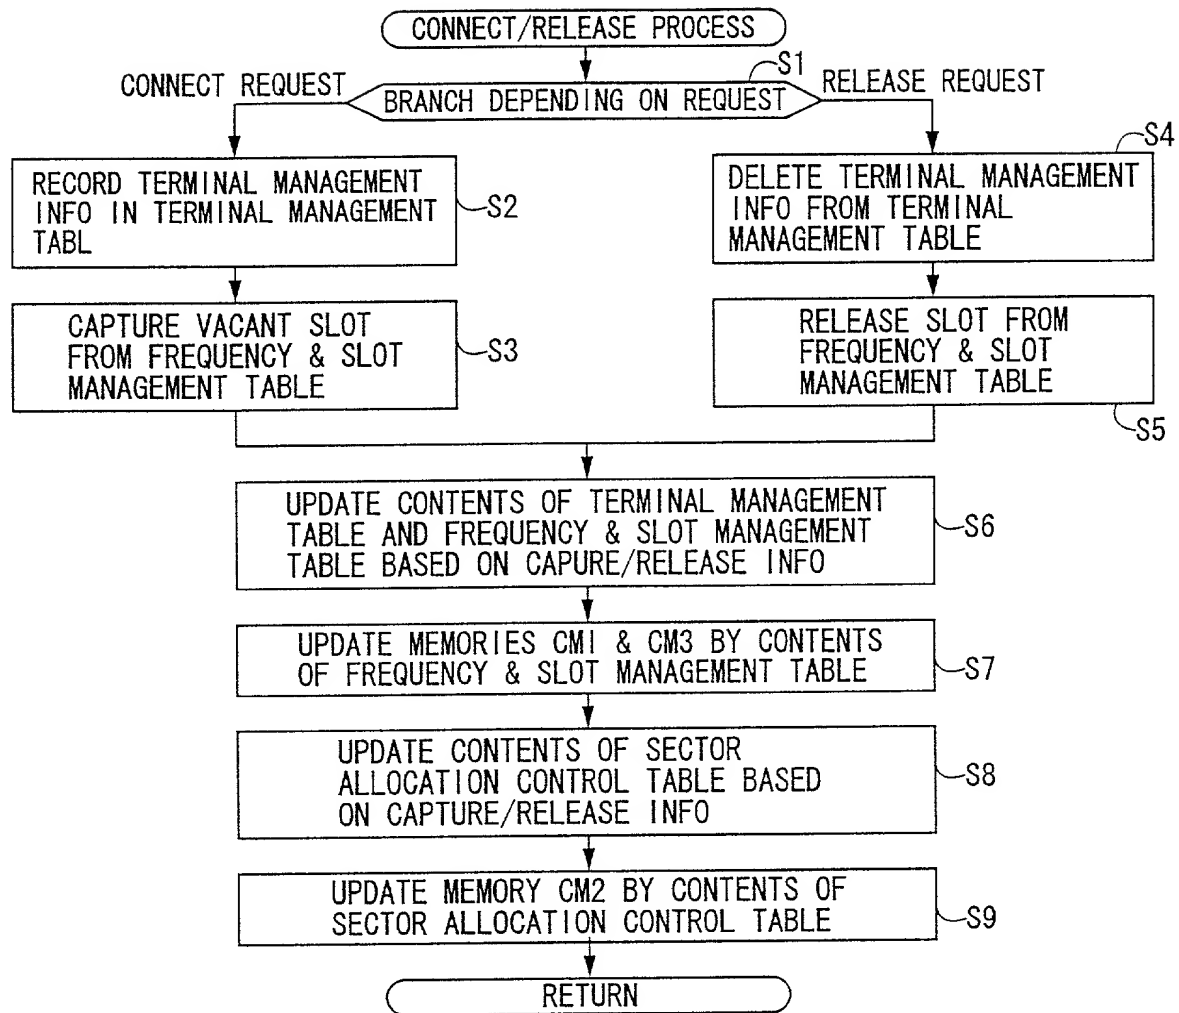 CONNECT/RELEASE PROCESS
S1
CONNECT REQUEST
BRANCH DEPENDING ON REQUEST
RELEASE REQUEST
RECORD TERMINAL MANAGEMENT
INFO IN TERMINAL MANAGEMENT
TABL
S2
S4
DELETE TERMINAL MANAGEMENT
INFO FROM TERMINAL
MANAGEMENT TABLE
CAPTURE VACANT SLOT
FROM FREQUENCY & SLOT
MANAGEMENT TABLE
S3
RELEASE SLOT FROM
FREQUENCY & SLOT
MANAGEMENT TABLE
S5
UPDATE CONTENTS OF TERMINAL MANAGEMENT
TABLE AND FREQUENCY & SLOT MANAGEMENT
TABLE BASED ON CAPURE/RELEASE INFO
S6
UPDATE MEMORIES CM1 & CM3 BY CONTENTS
OF FREQUENCY & SLOT MANAGEMENT TABLE
S7
UPDATE CONTENTS OF SECTOR
ALLOCATION CONTROL TABLE BASED
ON CAPTURE/RELEASE INFO
S8
UPDATE MEMORY CM2 BY CONTENTS OF
SECTOR ALLOCATION CONTROL TABLE
S9
RETURN